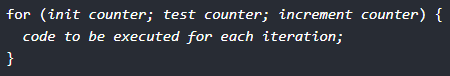 for (init counter; test counter; increment counter) {
code to be executed for each iteration;
}